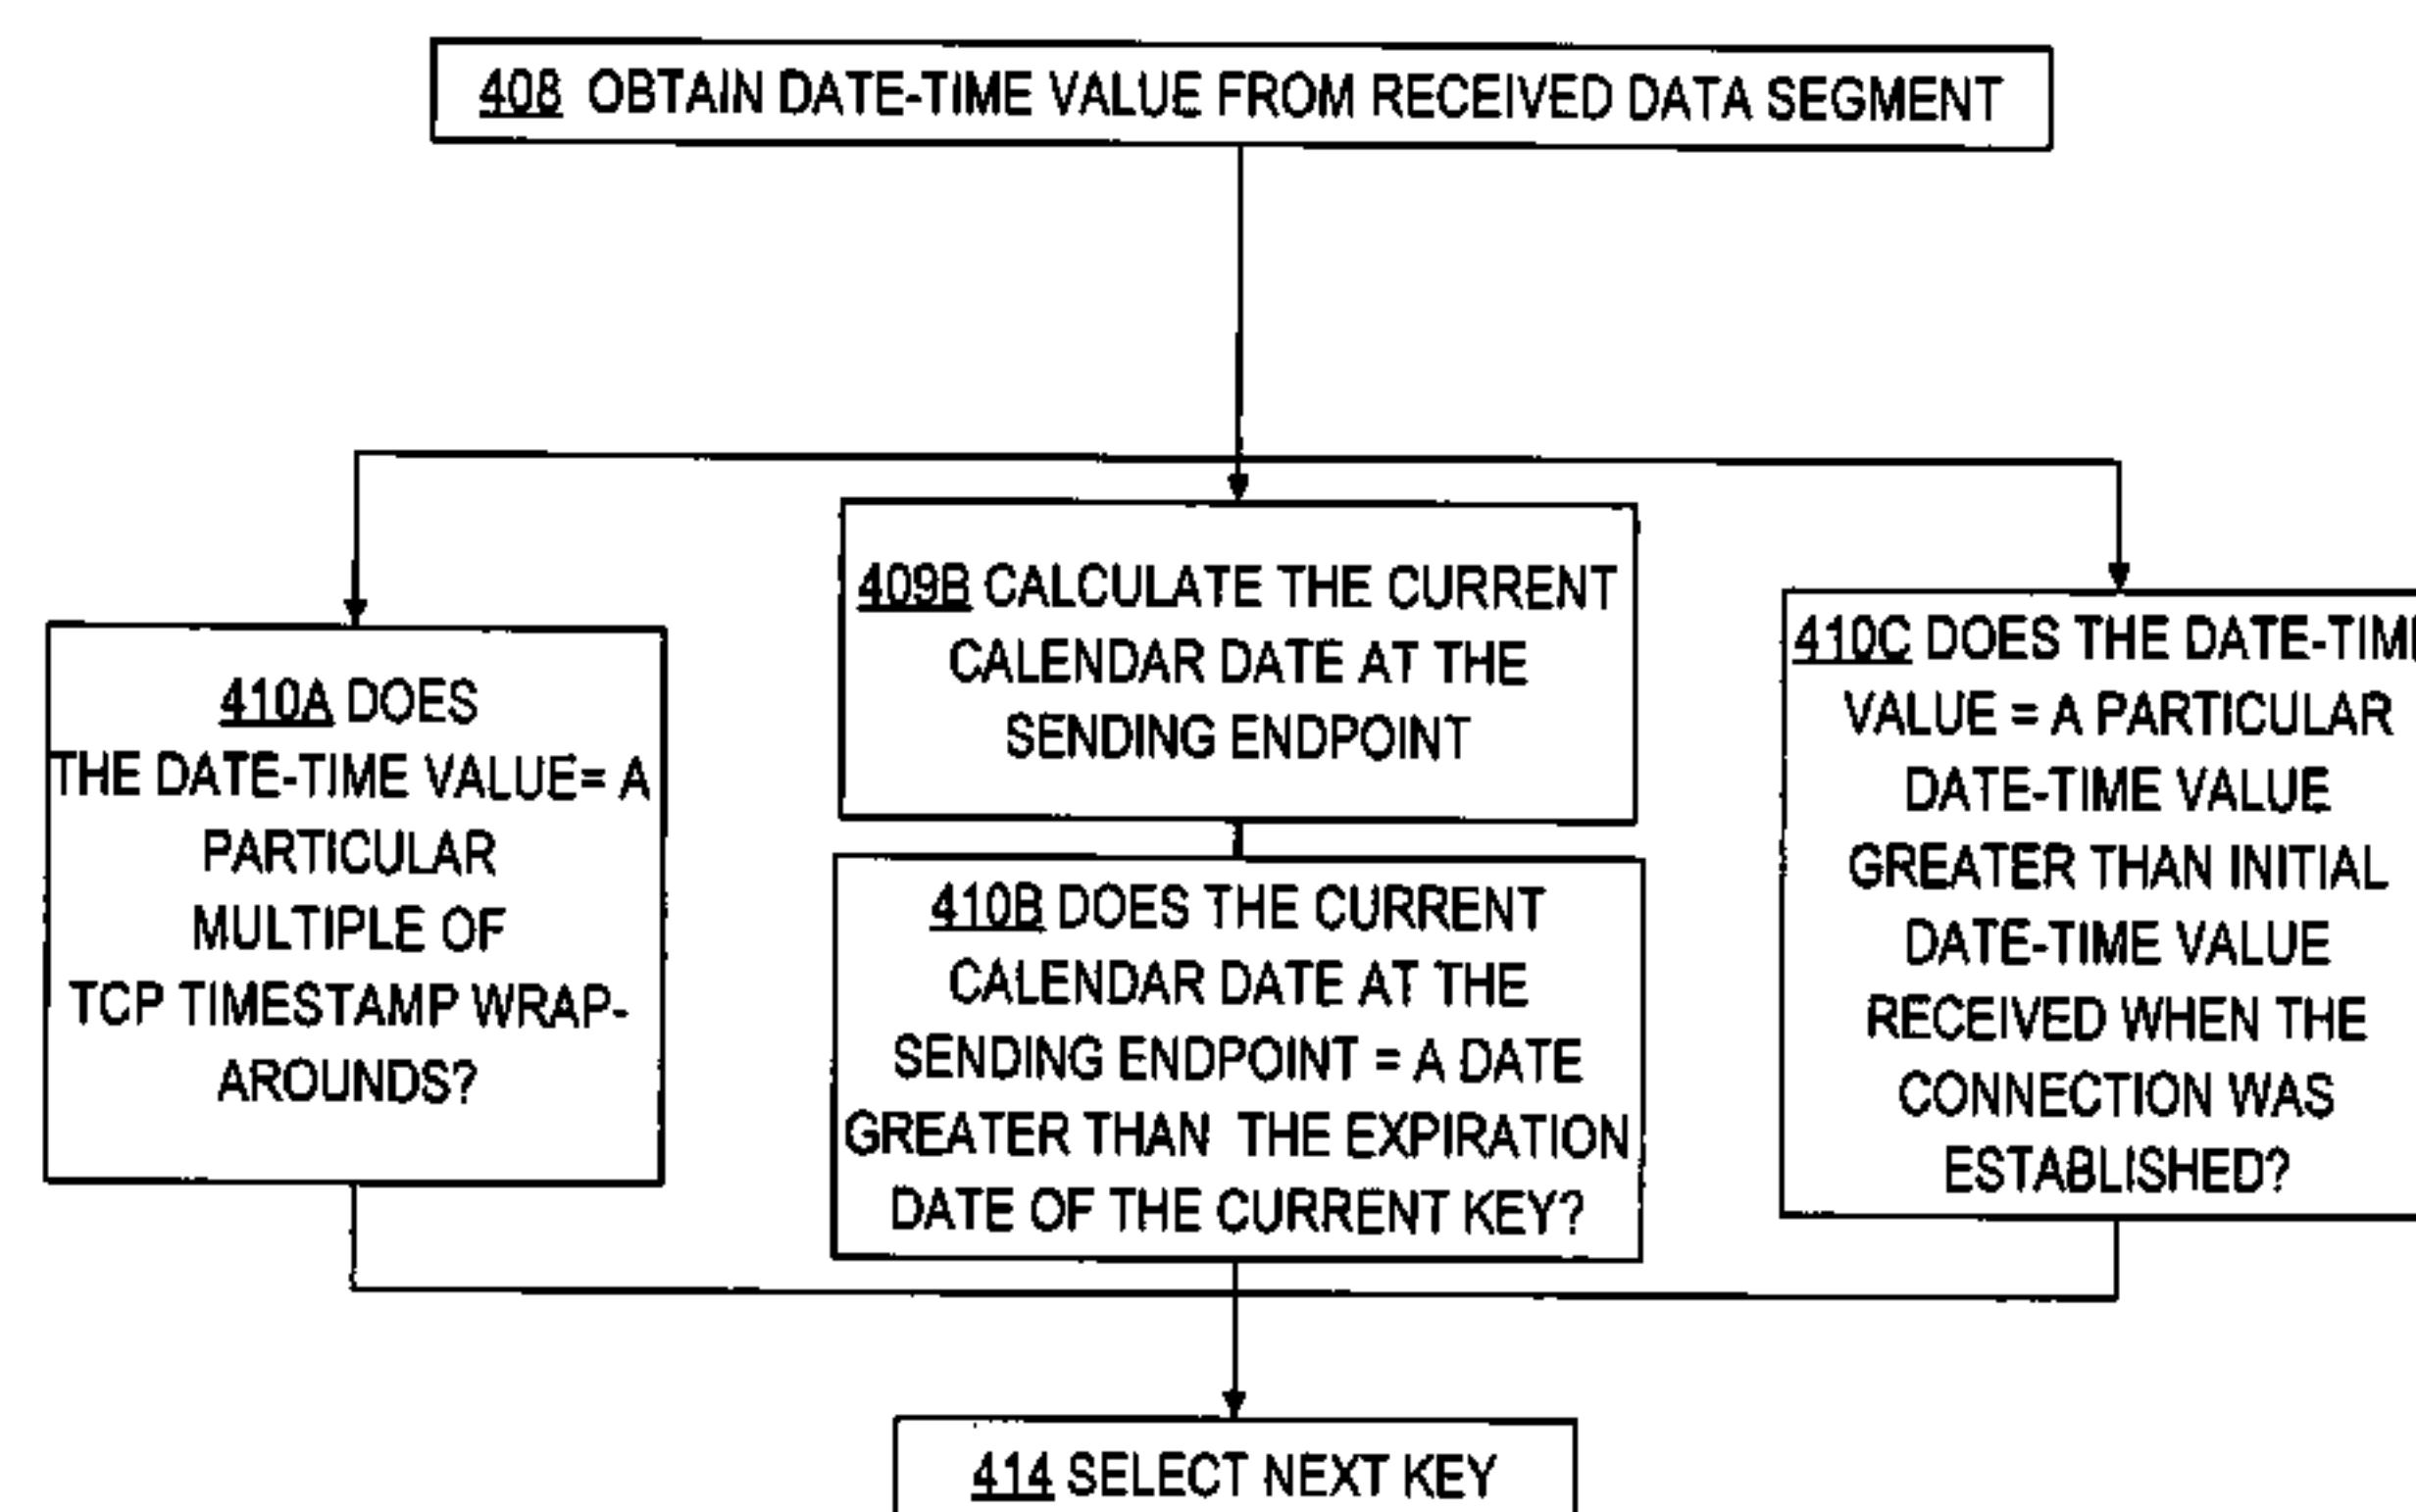 408 OBTAIN DATE-TIME VALUE FROM RECEIVED DATA SEGMENT
410A DOES
THE DATE-TIME VALUE= A
PARTICULAR
MULTIPLE OF
TCP TIMESTAMP WRAP-
AROUNDS?
409B CALCULATE THE CURRENT
CALENDAR DATE AT THE
SENDING ENDPOINT
410B DOES THE CURRENT
CALENDAR DATE AT THE
SENDING ENDPOINT = A DATE
GREATER THAN THE EXPIRATION
DATE OF THE CURRENT KEY?
410C DOES THE DATE-TIME
VALUE = A PARTICULAR
DATE-TIME VALUE
GREATER THAN INITIAL
DATE-TIME VALUE
RECEIVED WHEN THE
CONNECTION WAS
ESTABLISHED?
414 SELECT NEXT KEY